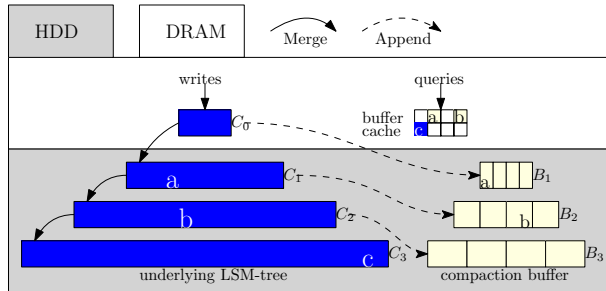 HDD DRAM Merge Append
writes queries
buffer cache
C0 a b c
a C1 a B1
b C2 b B2
c C3 B3
underlying LSM-tree compaction buffer